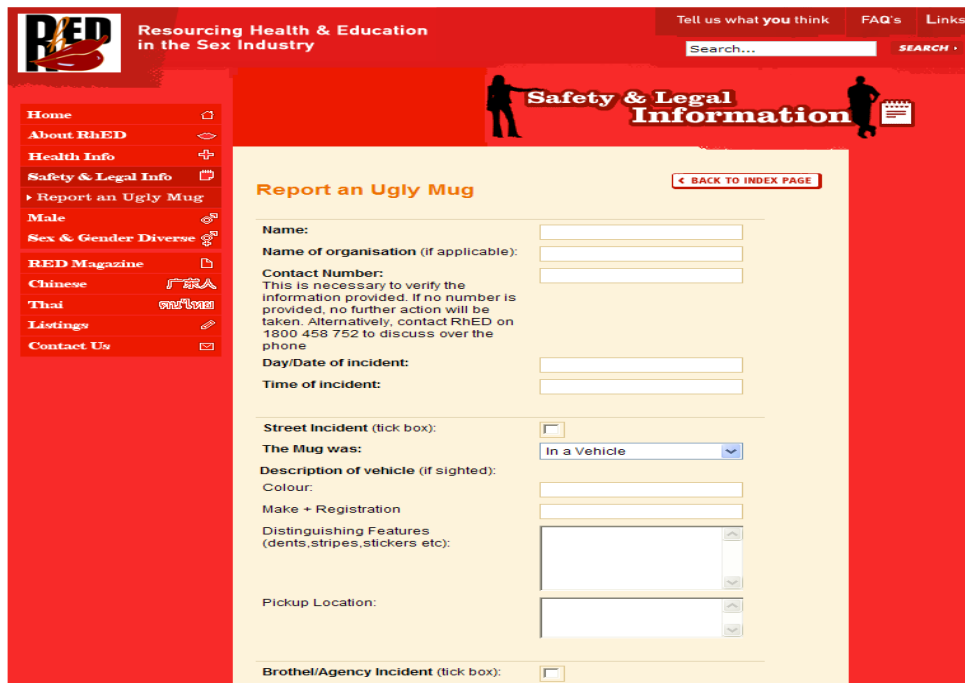 RhED
Resourcing Health & Education
in the Sex Industry
Tell us what you think
FAQ's
Links
Search...
SEARCH
Safety & Legal
Information
Home
About RhED
Health Info
Safety & Legal Info
Report an Ugly Mug
Male
Sex & Gender Diverse
RED Magazine
Chinese
Thai
คนไทย
Listings
Contact Us
Report an Ugly Mug
< BACK TO INDEX PAGE
Name:
Name of organisation (if applicable):
Contact Number:
This is necessary to verify the
information provided. If no number is
provided, no further action will be
taken. Alternatively, contact RhED on
1800 458 752 to discuss over the
phone
Day/Date of incident:
Time of incident:
Street Incident (tick box):
The Mug was:
In a Vehicle
Description of vehicle (if sighted):
Colour:
Make + Registration
Distinguishing Features
(dents,stripes,stickers etc):
Pickup Location:
Brothel/Agency Incident (tick box):